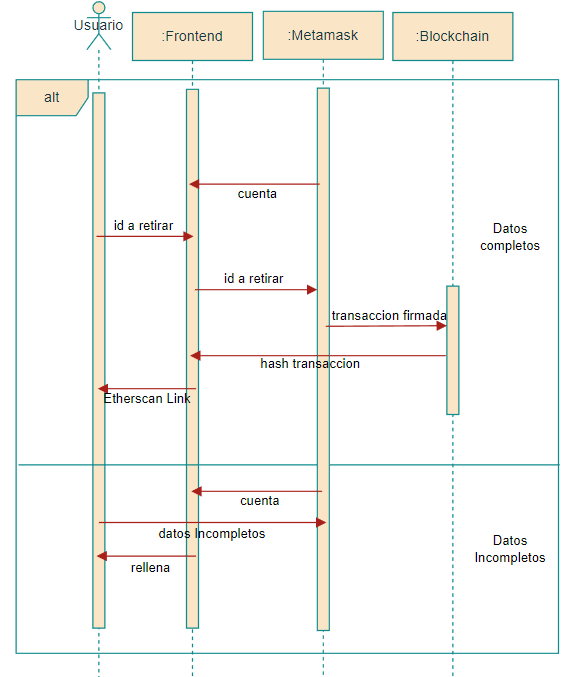 Usuario
:Frontend
:Metamask
:Blockchain
alt
cuenta
id a retirar
Datos
completos
id a retirar
transaccion firmada
hash transaccion
Etherscan Link
cuenta
datos Incompletos
Datos
Incompletos
rellena